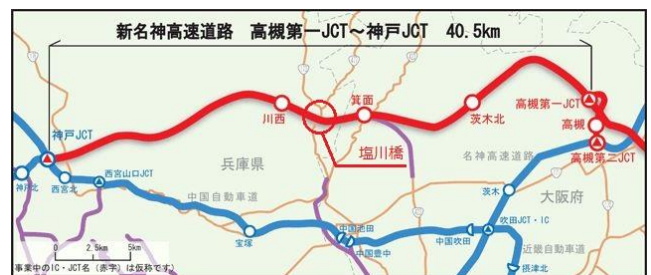 新名神高速道路 高槻第一JCT～神戸JCT 40.5km
川西
箕面
茨木北
高槻第一JCT
高槻
高槻第二JCT
神戸JCT
塩川橋
兵庫県
名神高速道路
大阪府
神戸北
西宮北
西宮山口JCT
中国自動車道
茨木
宝塚
中国池田
中国豊中
中国吹田
吹田JCT・IC
近畿自動車道
摂津北
0 2.5km 5km
事業中のIC・JCT名（赤字）は仮称です）